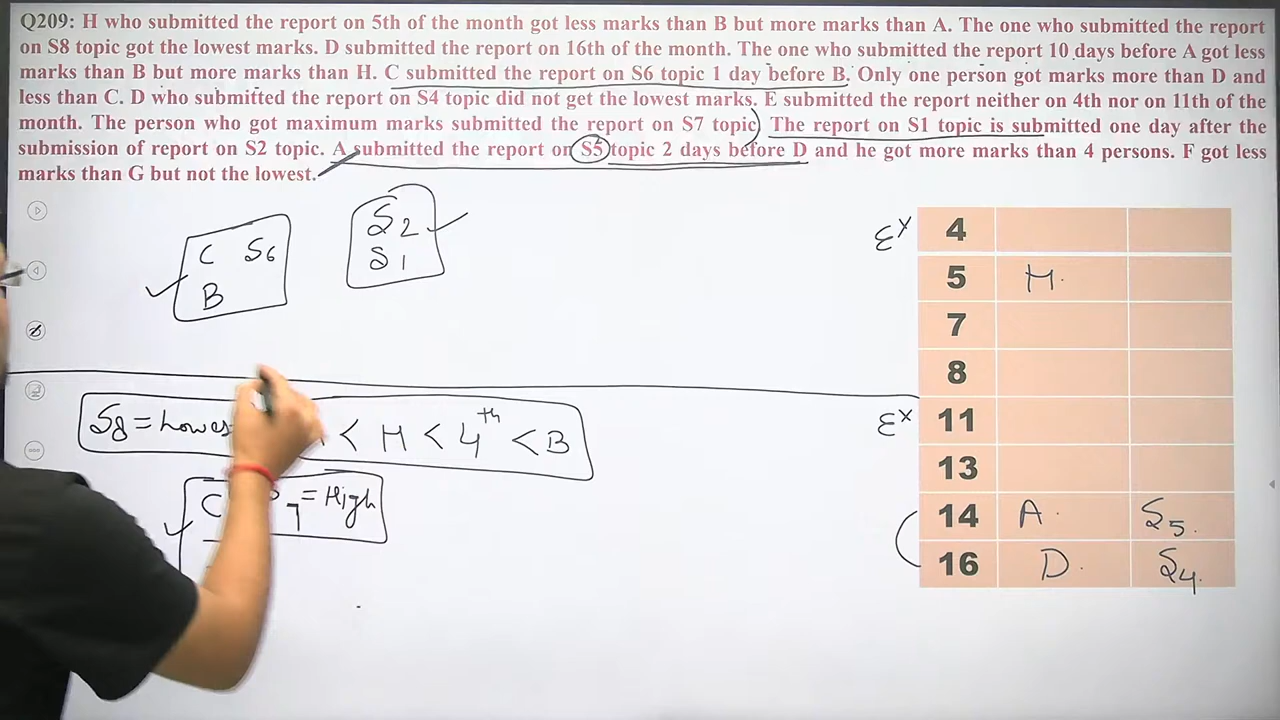 Q209: H who submitted the report on 5th of the month got less marks than B but more marks than A. The one who submitted the report
on S8 topic got the lowest marks. D submitted the report on 16th of the month. The one who submitted the report 10 days before A got less
marks than B but more marks than H. C submitted the report on S6 topic 1 day before B. Only one person got marks more than D and
less than C. D who submitted the report on S4 topic did not get the lowest marks. E submitted the report neither on 4th nor on 11th of the
month. The person who got maximum marks submitted the report on S7 topic. The report on S1 topic is submitted one day after the
submission of report on S2 topic. A submitted the report on S5 topic 2 days before D and he got more marks than 4 persons. F got less
marks than G but not the lowest.
C S6
B
S2
S1
S8 = Lowes
< H < 4th < B
C
7 = High
Ex 4
5 H.
7
8
Ex 11
13
14 A. S5.
16 D. S4.